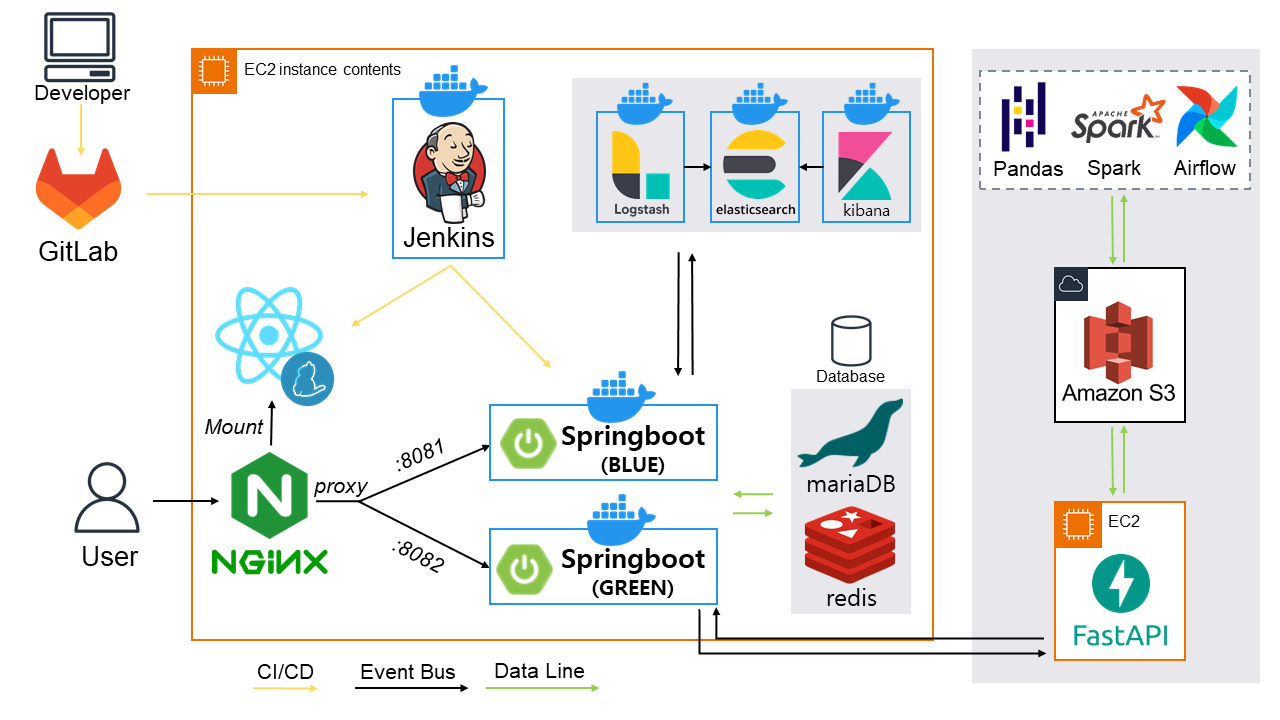 Developer
EC2 instance contents
GitLab
Jenkins
Logstash
elasticsearch
kibana
Pandas
APACHE
Spark
Spark
Airflow
Amazon S3
Database
mariaDB
redis
Mount
proxy
:8081
:8082
Springboot
(BLUE)
Springboot
(GREEN)
User
N
NGiNX
EC2
FastAPI
CI/CD
Event Bus
Data Line